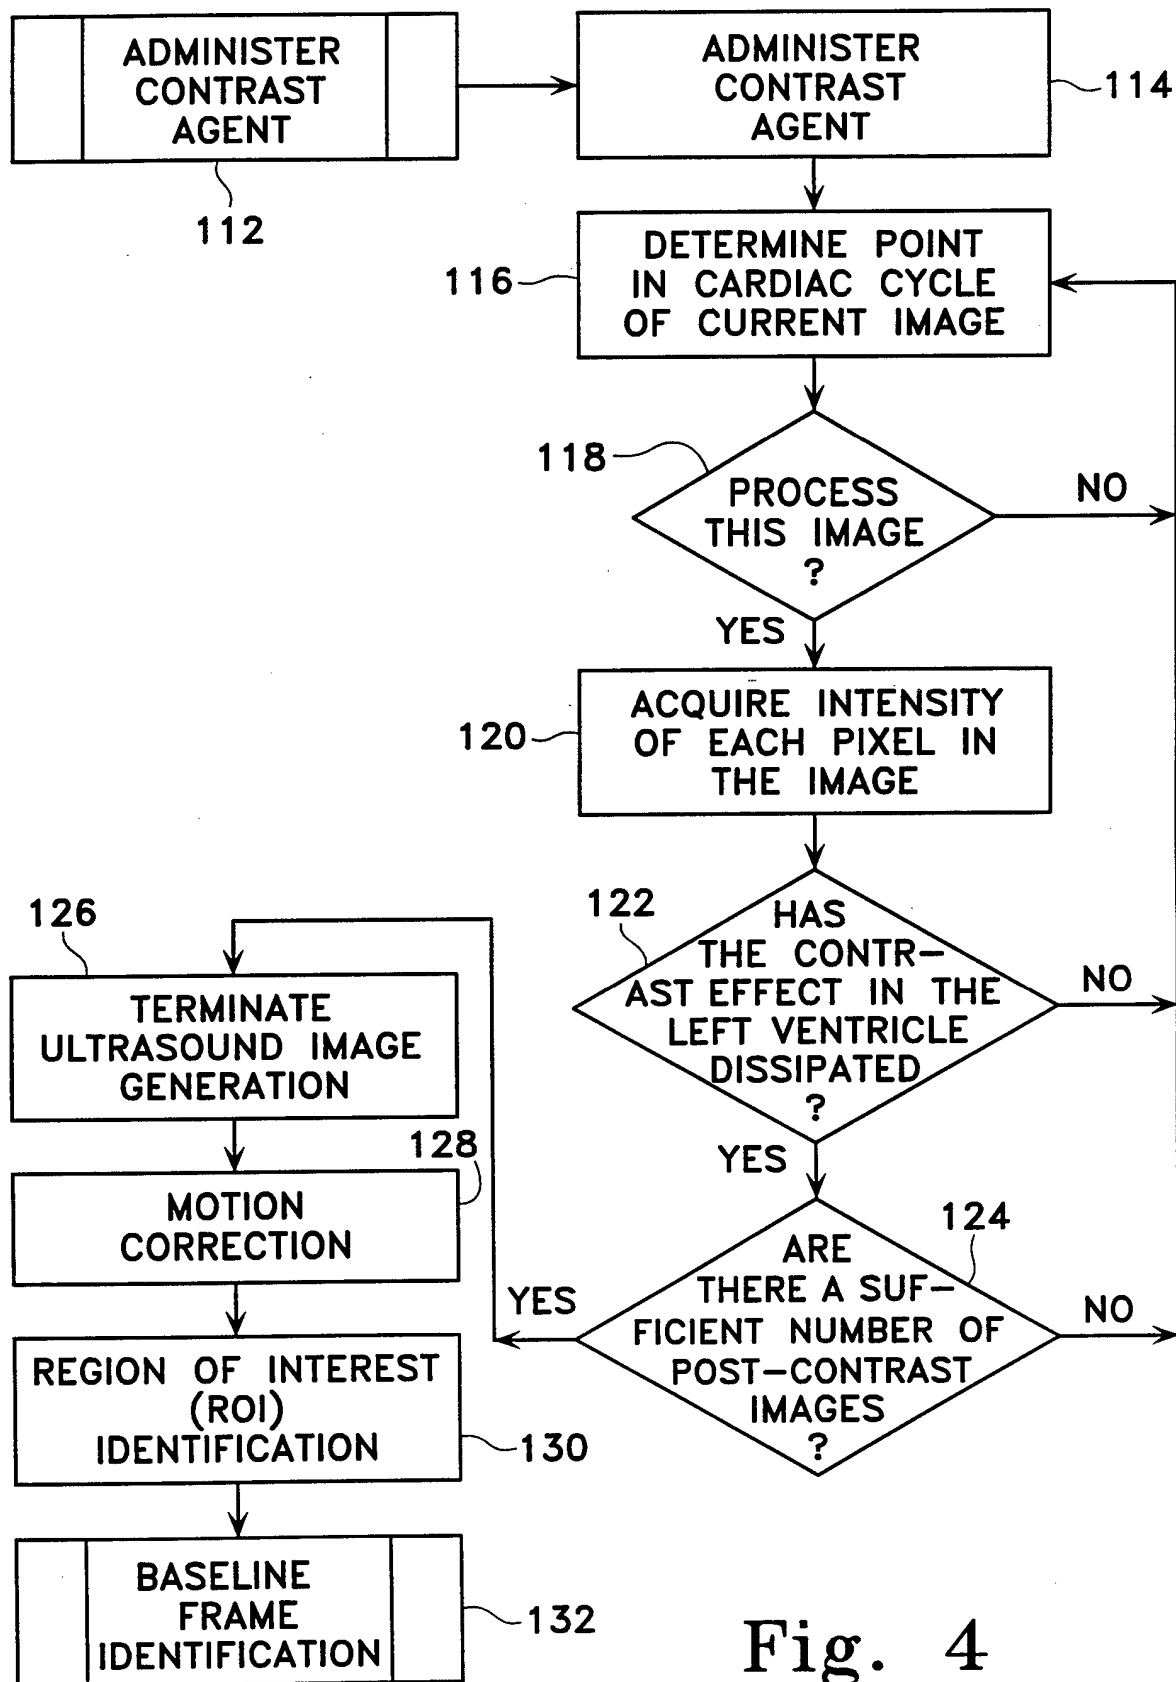 ADMINISTER
CONTRAST
AGENT
112
ADMINISTER
CONTRAST
AGENT
114
DETERMINE POINT
IN CARDIAC CYCLE
OF CURRENT IMAGE
116
118
PROCESS
THIS IMAGE
?
NO
YES
ACQUIRE INTENSITY
OF EACH PIXEL IN
THE IMAGE
120
122
HAS
THE CONTR-
AST EFFECT IN THE
LEFT VENTRICLE
DISSIPATED
?
NO
YES
124
ARE
THERE A SUF-
FICIENT NUMBER OF
POST-CONTRAST
IMAGES
?
NO
YES
126
TERMINATE
ULTRASOUND IMAGE
GENERATION
128
MOTION
CORRECTION
REGION OF INTEREST
(ROI)
IDENTIFICATION
130
BASELINE
FRAME
IDENTIFICATION
132
Fig. 4